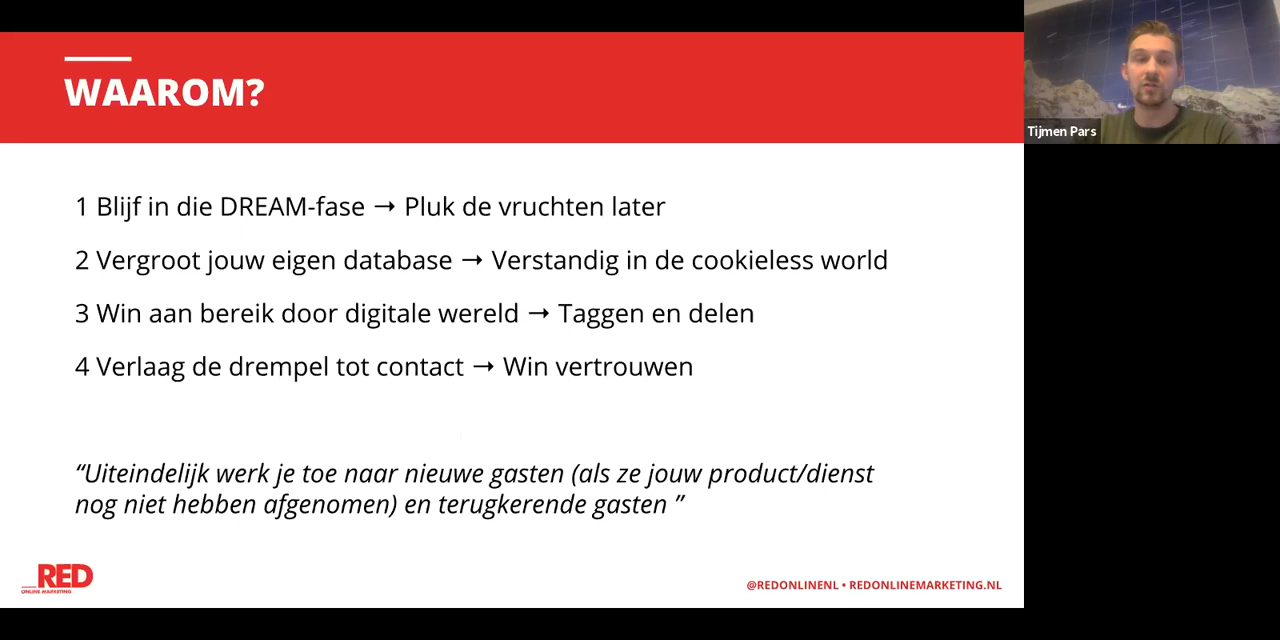 WAAROM?
Tijmen Pars
1 Blijf in die DREAM-fase → Pluk de vruchten later
2 Vergroot jouw eigen database → Verstandig in de cookieless world
3 Win aan bereik door digitale wereld → Taggen en delen
4 Verlaag de drempel tot contact → Win vertrouwen
“Uiteindelijk werk je toe naar nieuwe gasten (als ze jouw product/dienst
nog niet hebben afgenomen) en terugkerende gasten ”
_RED
ONLINE MARKETING
@REDONLINENL • REDONLINEMARKETING.NL